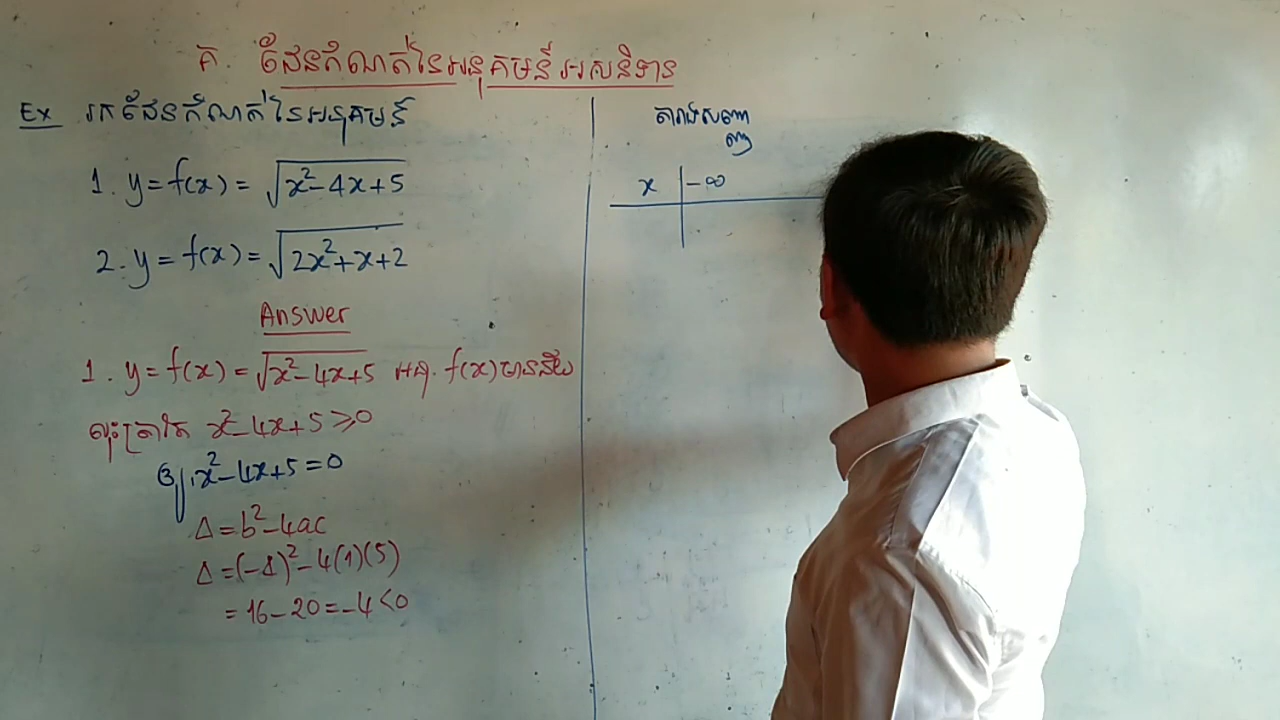 គ. ដែនកំណត់នៃអនុគមន៍អសនិទាន
Ex រកដែនកំណត់នៃអនុគមន៍
1. y = f(x) = √(x²-4x+5)
2. y = f(x) = √(2x²+x+2)
Answer
1. y = f(x) = √(x²-4x+5) អនុ. f(x) មានន័យ
លុះត្រាតែ x²-4x+5 ≥ 0
បើ x²-4x+5 = 0
Δ = b²-4ac
Δ = (-4)²-4(1)(5)
= 16-20 = -4 < 0
តារាងសញ្ញា
x -∞